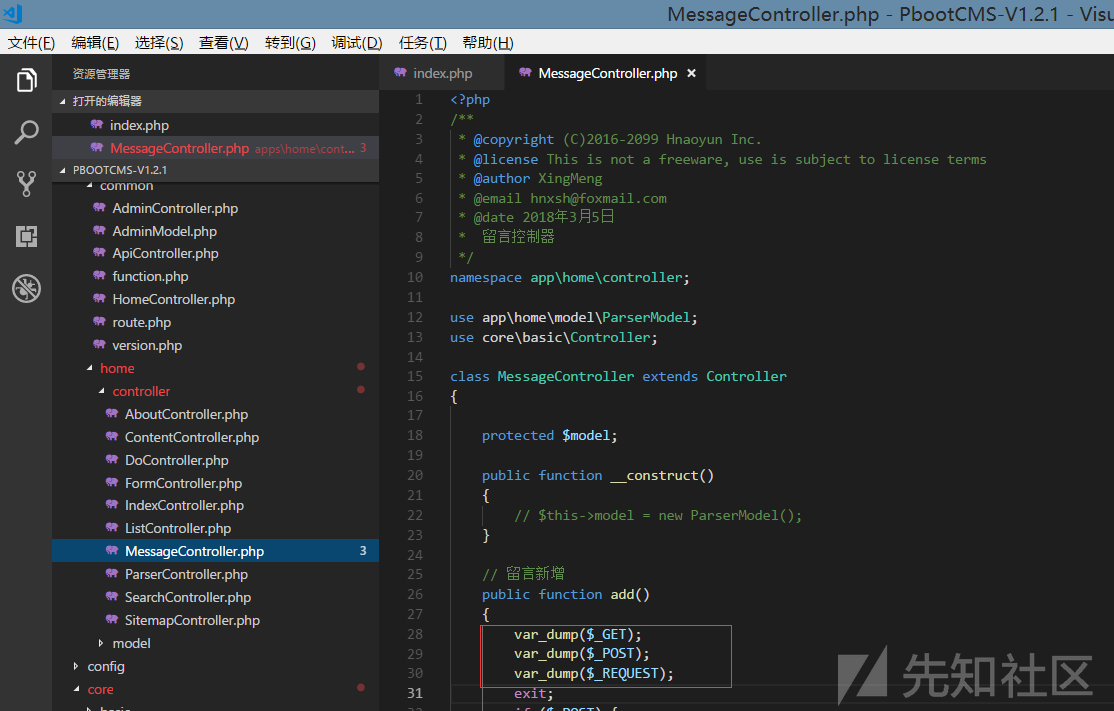 MessageController.php - PbootCMS-V1.2.1 - Visu
文件(F) 编辑(E) 选择(S) 查看(V) 转到(G) 调试(D) 任务(T) 帮助(H)
资源管理器
打开的编辑器
index.php
MessageController.php apps\home\cont... 3
PBOOTCMS-V1.2.1
common
AdminController.php
AdminModel.php
ApiController.php
function.php
HomeController.php
route.php
version.php
home
controller
AboutController.php
ContentController.php
DoController.php
FormController.php
IndexController.php
ListController.php
MessageController.php 3
ParserController.php
SearchController.php
SitemapController.php
model
config
core
basic
index.php MessageController.php ×
1 <?php
2 /**
3 * @copyright (C)2016-2099 Hnaoyun Inc.
4 * @license This is not a freeware, use is subject to license terms
5 * @author XingMeng
6 * @email hnxsh@foxmail.com
7 * @date 2018年3月5日
8 * 留言控制器
9 */
10 namespace app\home\controller;
11
12 use app\home\model\ParserModel;
13 use core\basic\Controller;
14
15 class MessageController extends Controller
16 {
17
18 protected $model;
19
20 public function __construct()
21 {
22 // $this->model = new ParserModel();
23 }
24
25 // 留言新增
26 public function add()
27 {
28 var_dump($_GET);
29 var_dump($_POST);
30 var_dump($_REQUEST);
31 exit;
32 if ($_POST) {
先知社区